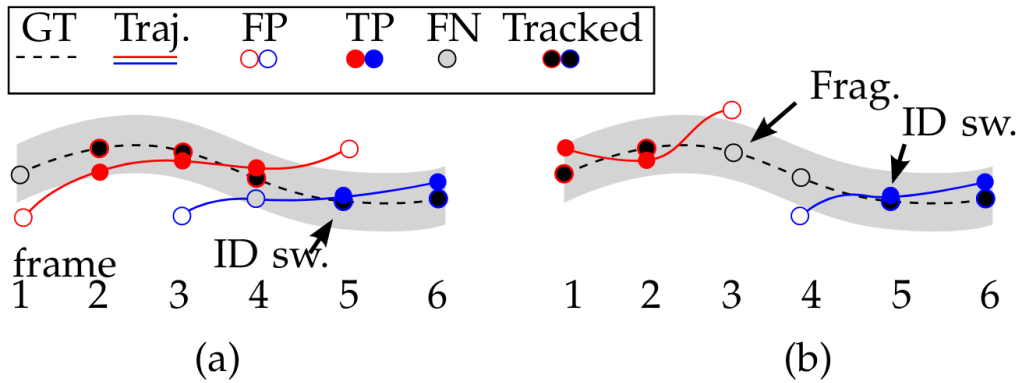 GT Traj. FP TP FN Tracked
Frag.
ID sw.
ID sw.
frame
1 2 3 4 5 6
1 2 3 4 5 6
(a)
(b)